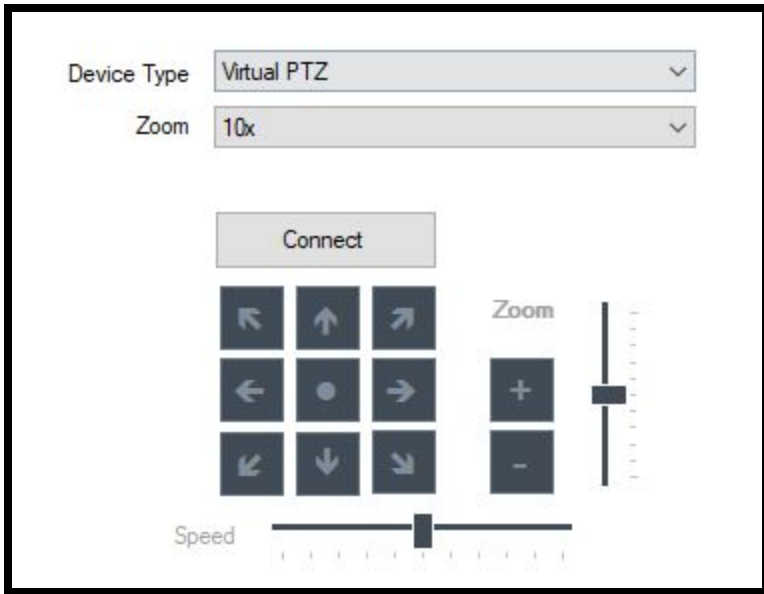 Device Type Virtual PTZ
Zoom 10x
Connect
Zoom
+
-
Speed